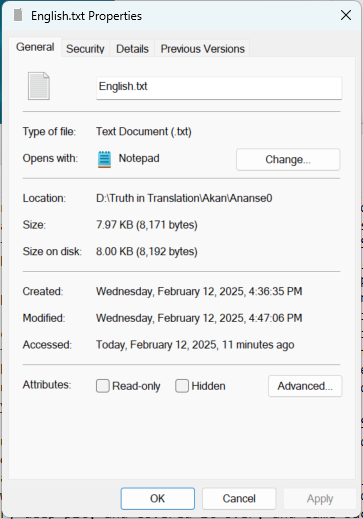 English.txt Properties
General Security Details Previous Versions
English.txt
Type of file: Text Document (.txt)
Opens with: Notepad Change...
Location: D:\Truth in Translation\Akan\Ananse0
Size: 7.97 KB (8,171 bytes)
Size on disk: 8.00 KB (8,192 bytes)
Created: Wednesday, February 12, 2025, 4:36:35 PM
Modified: Wednesday, February 12, 2025, 4:47:06 PM
Accessed: Today, February 12, 2025, 11 minutes ago
Attributes: Read-only Hidden Advanced...
OK Cancel Apply